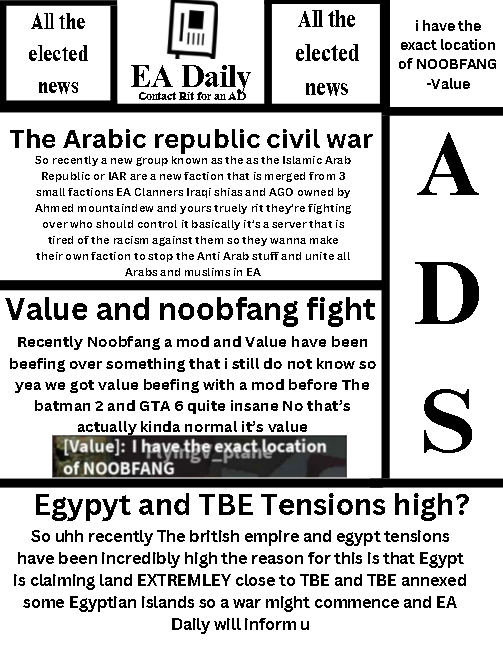 All the
elected
news
EA Daily
Contact Rit for an AD
All the
elected
news
i have the
exact location
of NOOBFANG
-Value
The Arabic republic civil war
So recently a new group known as the as the Islamic Arab
Republic or IAR are a new faction that is merged from 3
small factions EA Clanners Iraqi shias and AGO owned by
Ahmed mountaindew and yours truely rit they're fighting
over who should control it basically it's a server that is
tired of the racism against them so they wanna make
their own faction to stop the Anti Arab stuff and unite all
Arabs and muslims in EA
A
D
S
Value and noobfang fight
Recently Noobfang a mod and Value have been
beefing over something that i still do not know so
yea we got value beefing with a mod before The
batman 2 and GTA 6 quite insane No that's
actually kinda normal it's value
[Value]: I have the exact location
of NOOBFANG
Egypyt and TBE Tensions high?
So uhh recently The british empire and egypt tensions
have been incredibly high the reason for this is that Egypt
is claiming land EXTREMLEY close to TBE and TBE annexed
some Egyptian islands so a war might commence and EA
Daily will inform u